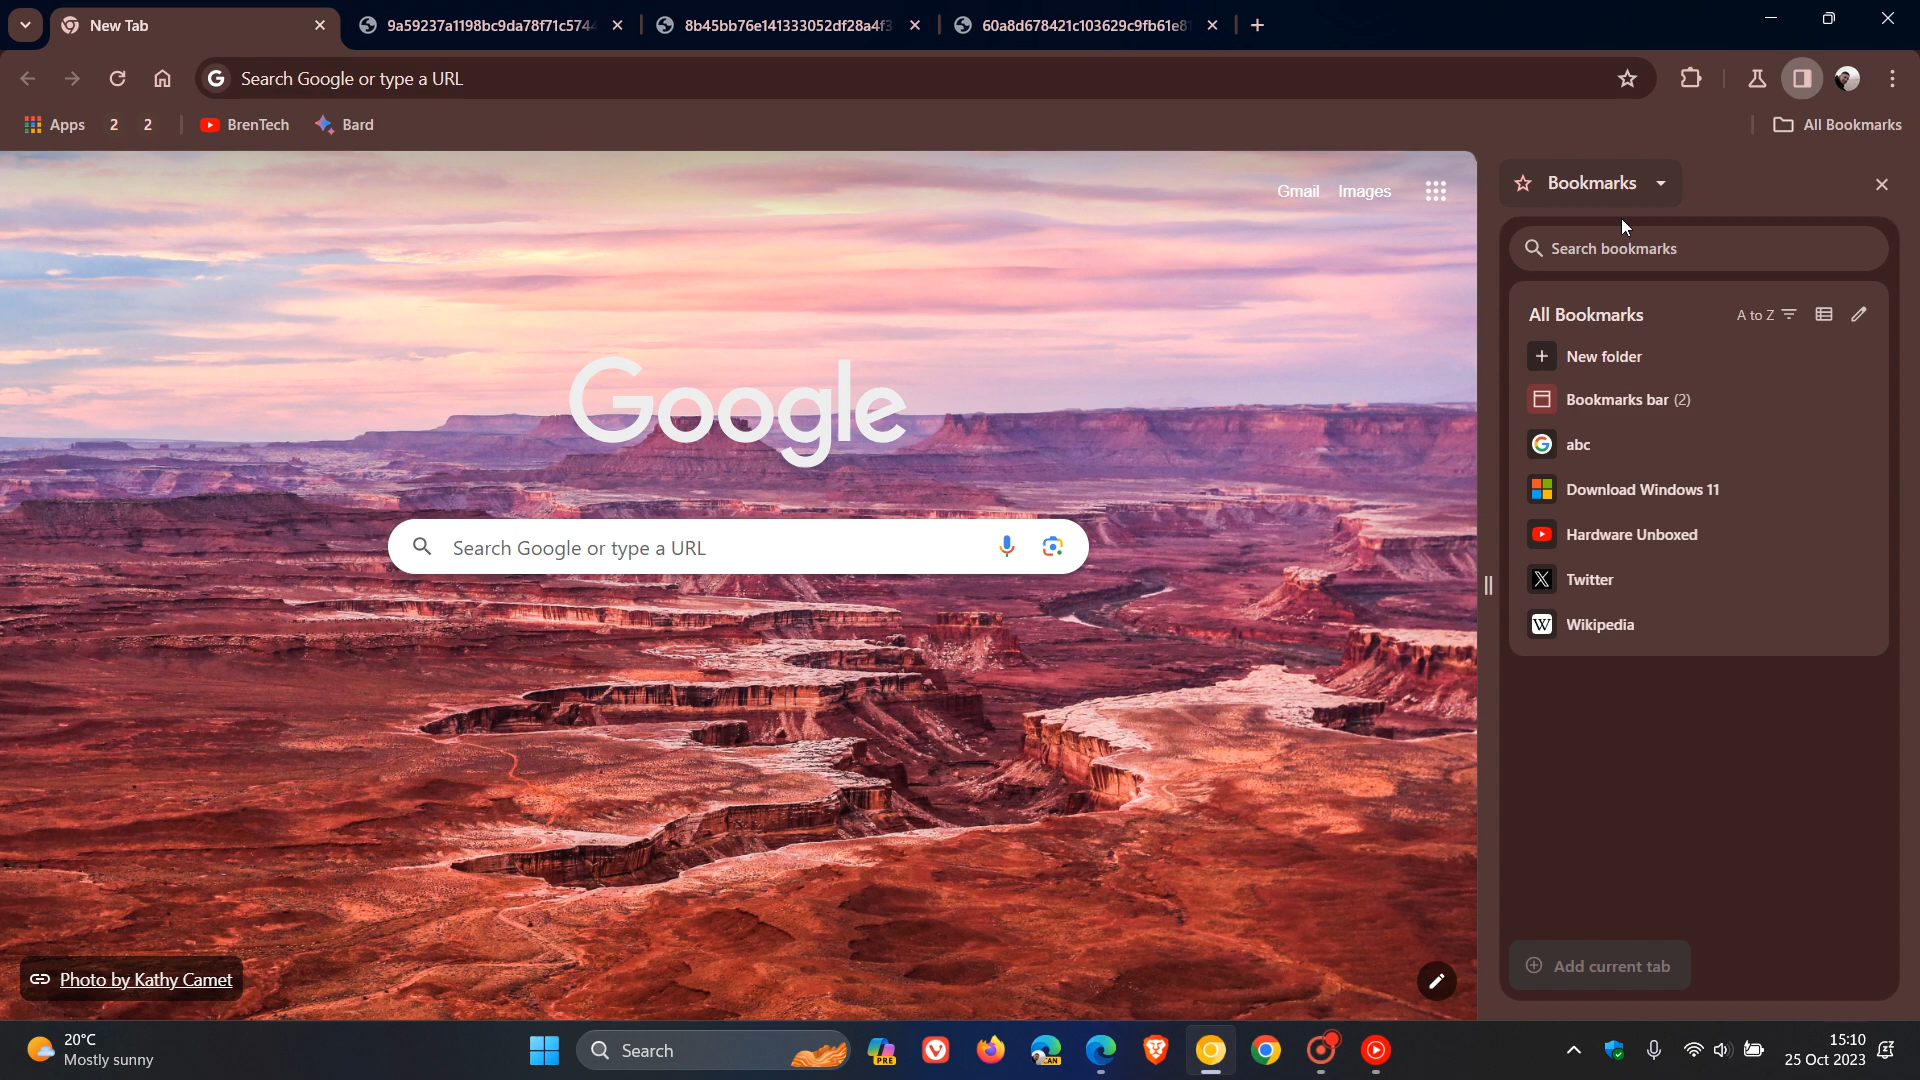 New Tab
9a59237a1198bc9da78f71c574
8b45bb76e141333052df28a4f3
60a8d678421c103629c9fb61e81
Search Google or type a URL
Apps 2 2 BrenTech Bard
All Bookmarks
Gmail Images
Google
Search Google or type a URL
Photo by Kathy Camet
Bookmarks
Search bookmarks
All Bookmarks
A to Z
New folder
Bookmarks bar (2)
abc
Download Windows 11
Hardware Unboxed
Twitter
Wikipedia
Add current tab
20°C
Mostly sunny
Search
PRE
CAN
15:10
25 Oct 2023